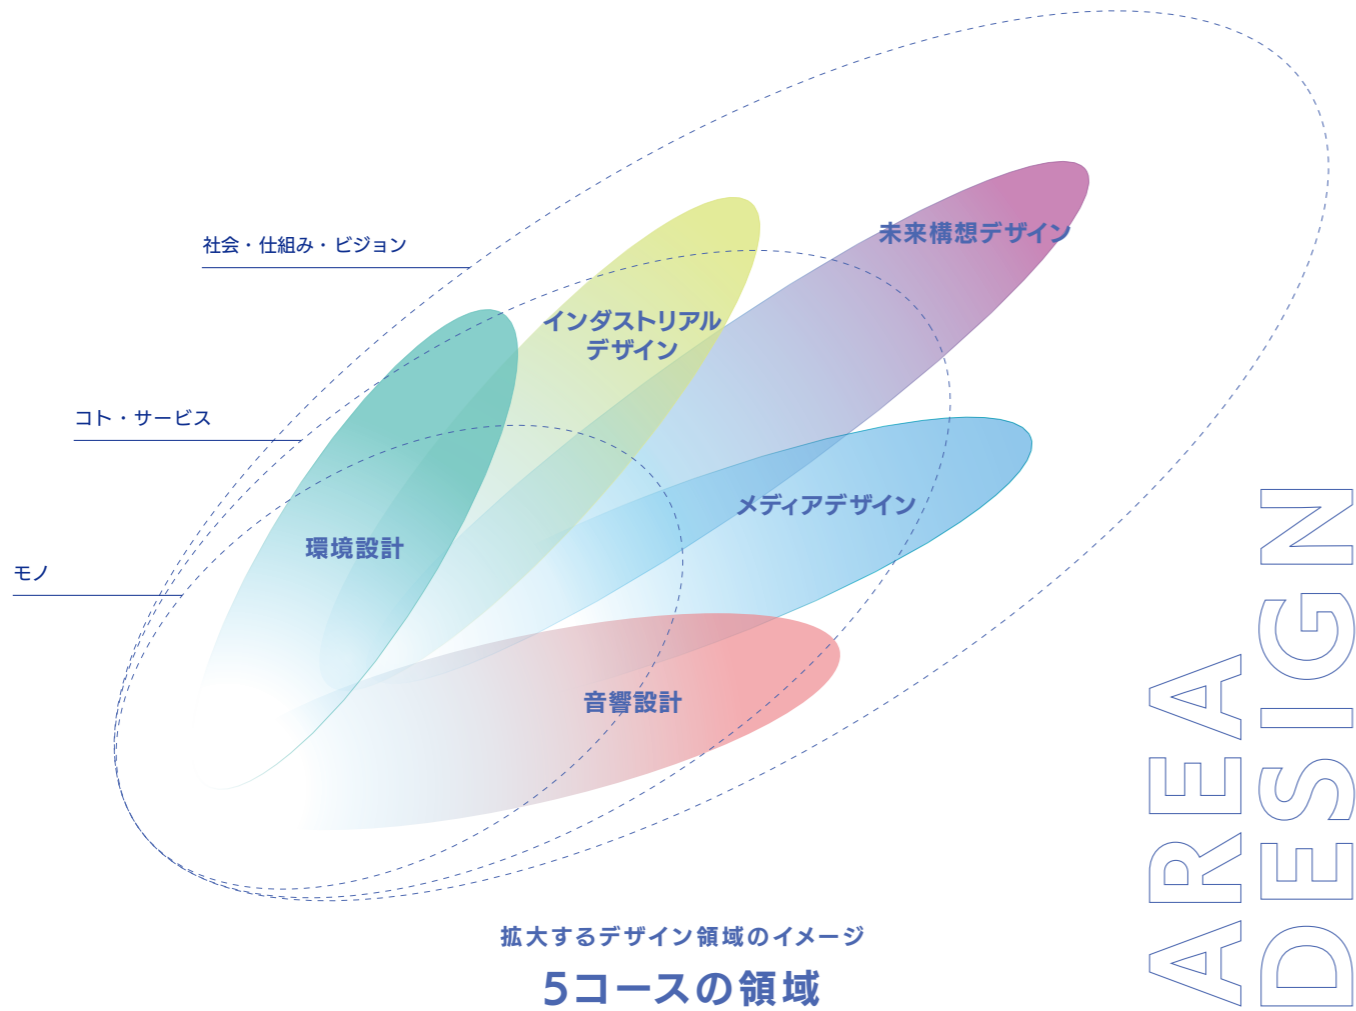 社会・仕組み・ビジョン
コト・サービス
モノ
未来構想デザイン
インダストリアル
デザイン
メディアデザイン
環境設計
音響設計
拡大するデザイン領域のイメージ
5コースの領域
AREA
DESIGN